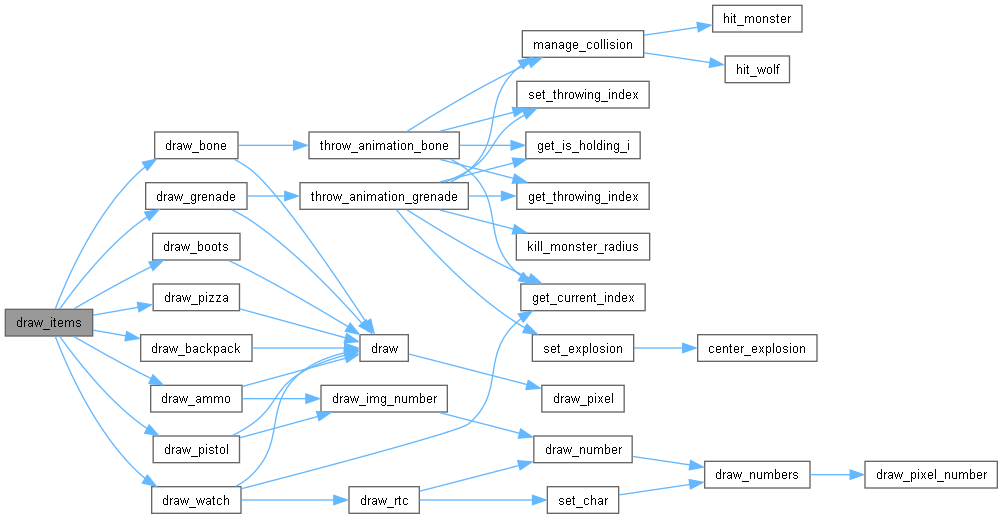 hit_monster
manage_collision
hit_wolf
set_throwing_index
draw_bone
throw_animation_bone
get_is_holding_i
draw_grenade
throw_animation_grenade
get_throwing_index
draw_boots
kill_monster_radius
draw_pizza
get_current_index
draw_items
draw_backpack
draw
set_explosion
center_explosion
draw_ammo
draw_img_number
draw_pixel
draw_pistol
draw_number
draw_numbers
draw_pixel_number
draw_watch
draw_rtc
set_char